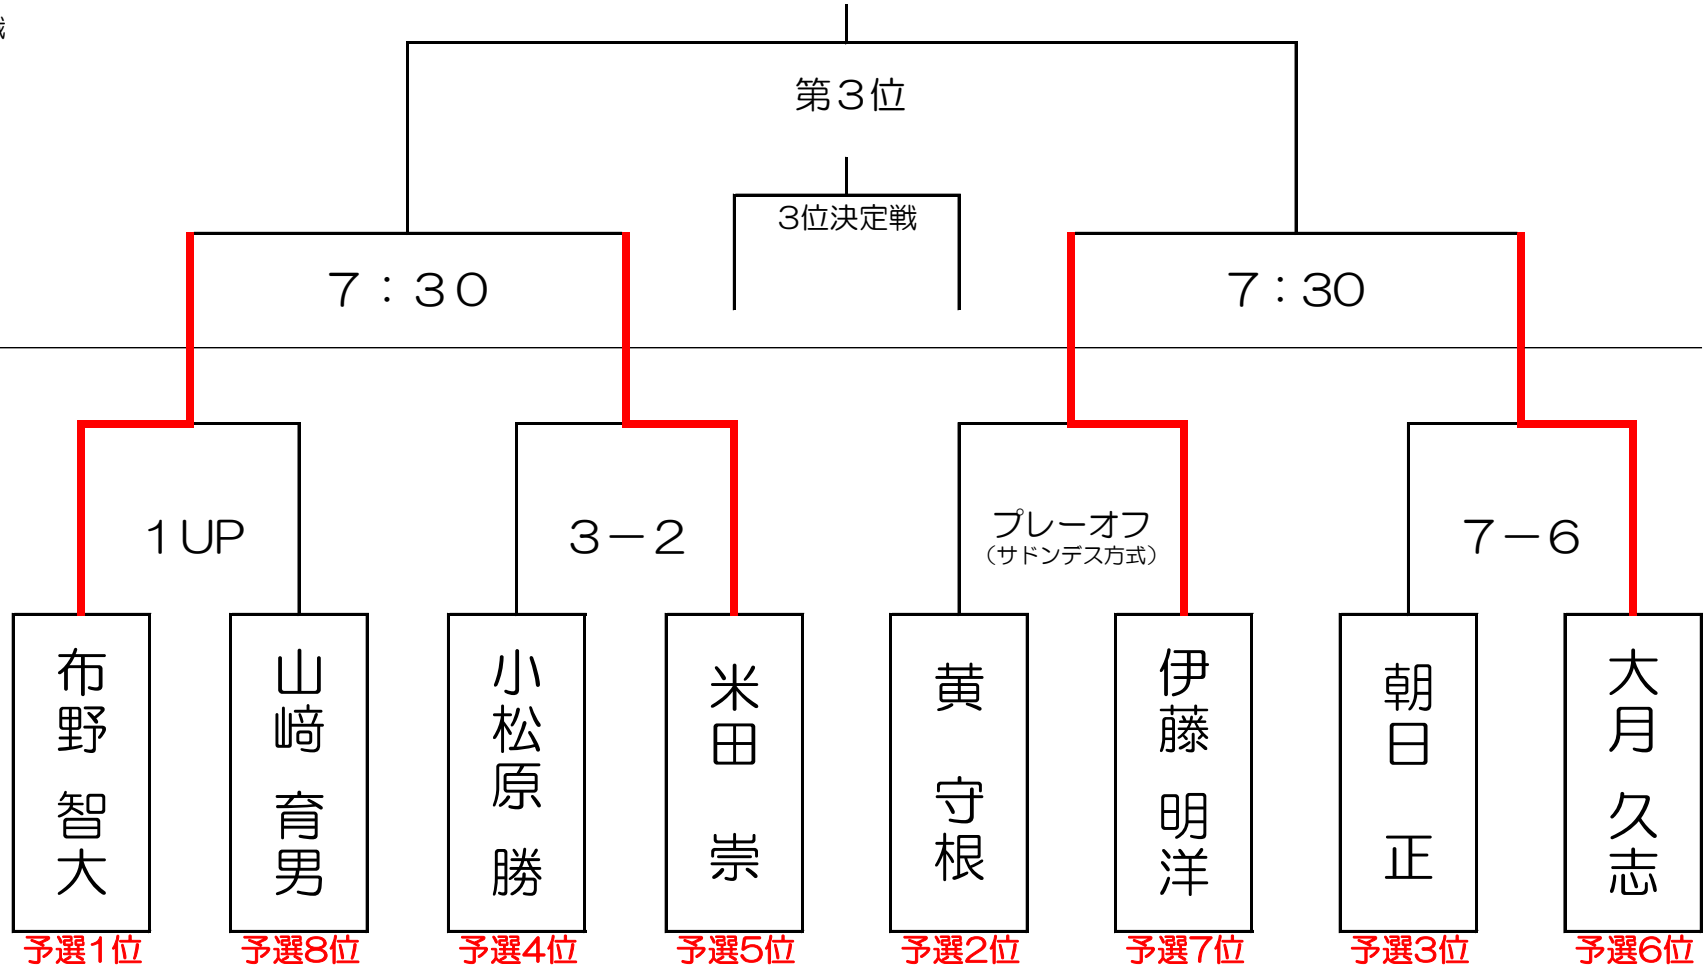 戦
第３位
３位決定戦
７：３０
７：30
１UP
３－２
プレーオフ
（サドンデス方式）
７－６
布野 智大
山﨑 育男
小松原 勝
米田 崇
黄 守根
伊藤 明洋
朝日 正
大月 久志
予選１位
予選８位
予選４位
予選５位
予選２位
予選７位
予選３位
予選６位